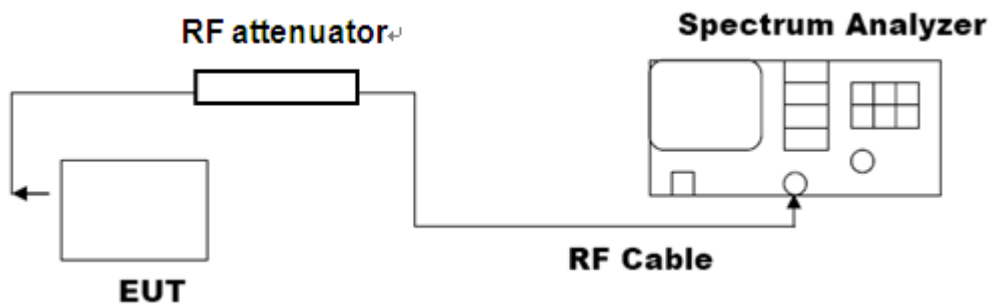 RF attenuator↵
Spectrum Analyzer
RF Cable
EUT